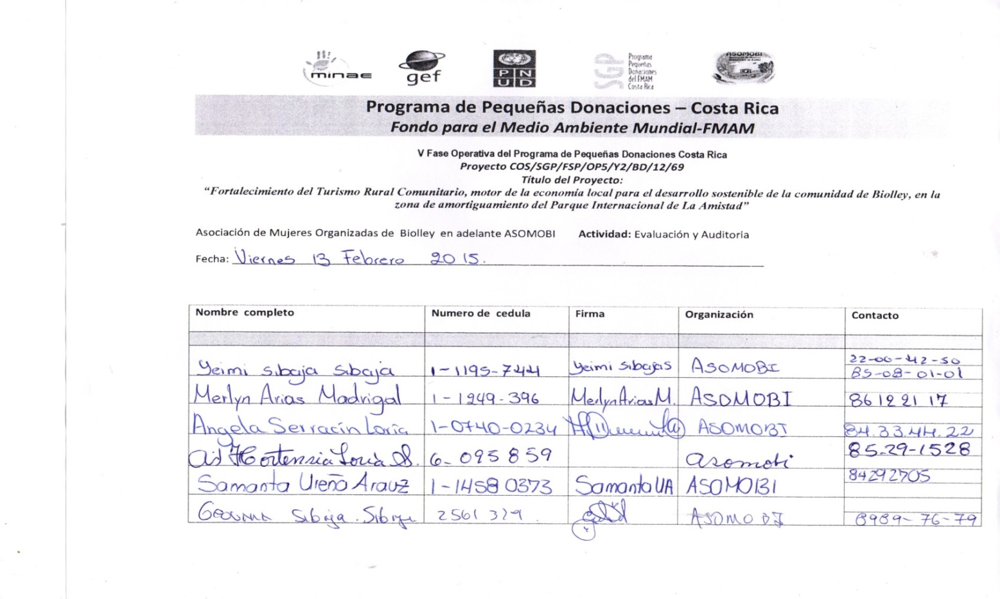 minae
gef
P N
U D
SGP
Programa
Pequeñas
Donaciones
del FMAM
Costa Rica
ASOMOBI
Programa de Pequeñas Donaciones – Costa Rica
Fondo para el Medio Ambiente Mundial-FMAM
V Fase Operativa del Programa de Pequeñas Donaciones Costa Rica
Proyecto COS/SGP/FSP/OP5/Y2/BD/12/69
Título del Proyecto:
“Fortalecimiento del Turismo Rural Comunitario, motor de la economía local para el desarrollo sostenible de la comunidad de Biolley, en la
zona de amortiguamiento del Parque Internacional de La Amistad”
Asociación de Mujeres Organizadas de Biolley en adelante ASOMOBI Actividad: Evaluación y Auditoria
Fecha: Viernes 13 Febrero 2015.
Nombre completo Numero de cedula Firma Organización Contacto
Yeimi Sibaja Sibaja 1-1195-744 Yeimi Sibajas ASOMOBI 22-00-42-50
85-08-01-01
Merlyn Arias Madrigal 1-1249-396 Merlyn Arias M. ASOMOBI 86122117
Angela Serracín Loria 1-0740-0234 ASOMOBI 84.33.44.22
Hortensia Loria 6-095859 asomobi 85.29-1528
Samanta Ureña Arauz 1-1458 0373 Samanta UA ASOMOBI 84292705
Sibaja. Sibaja 2561 379 ASOMOBI 8989-76-79